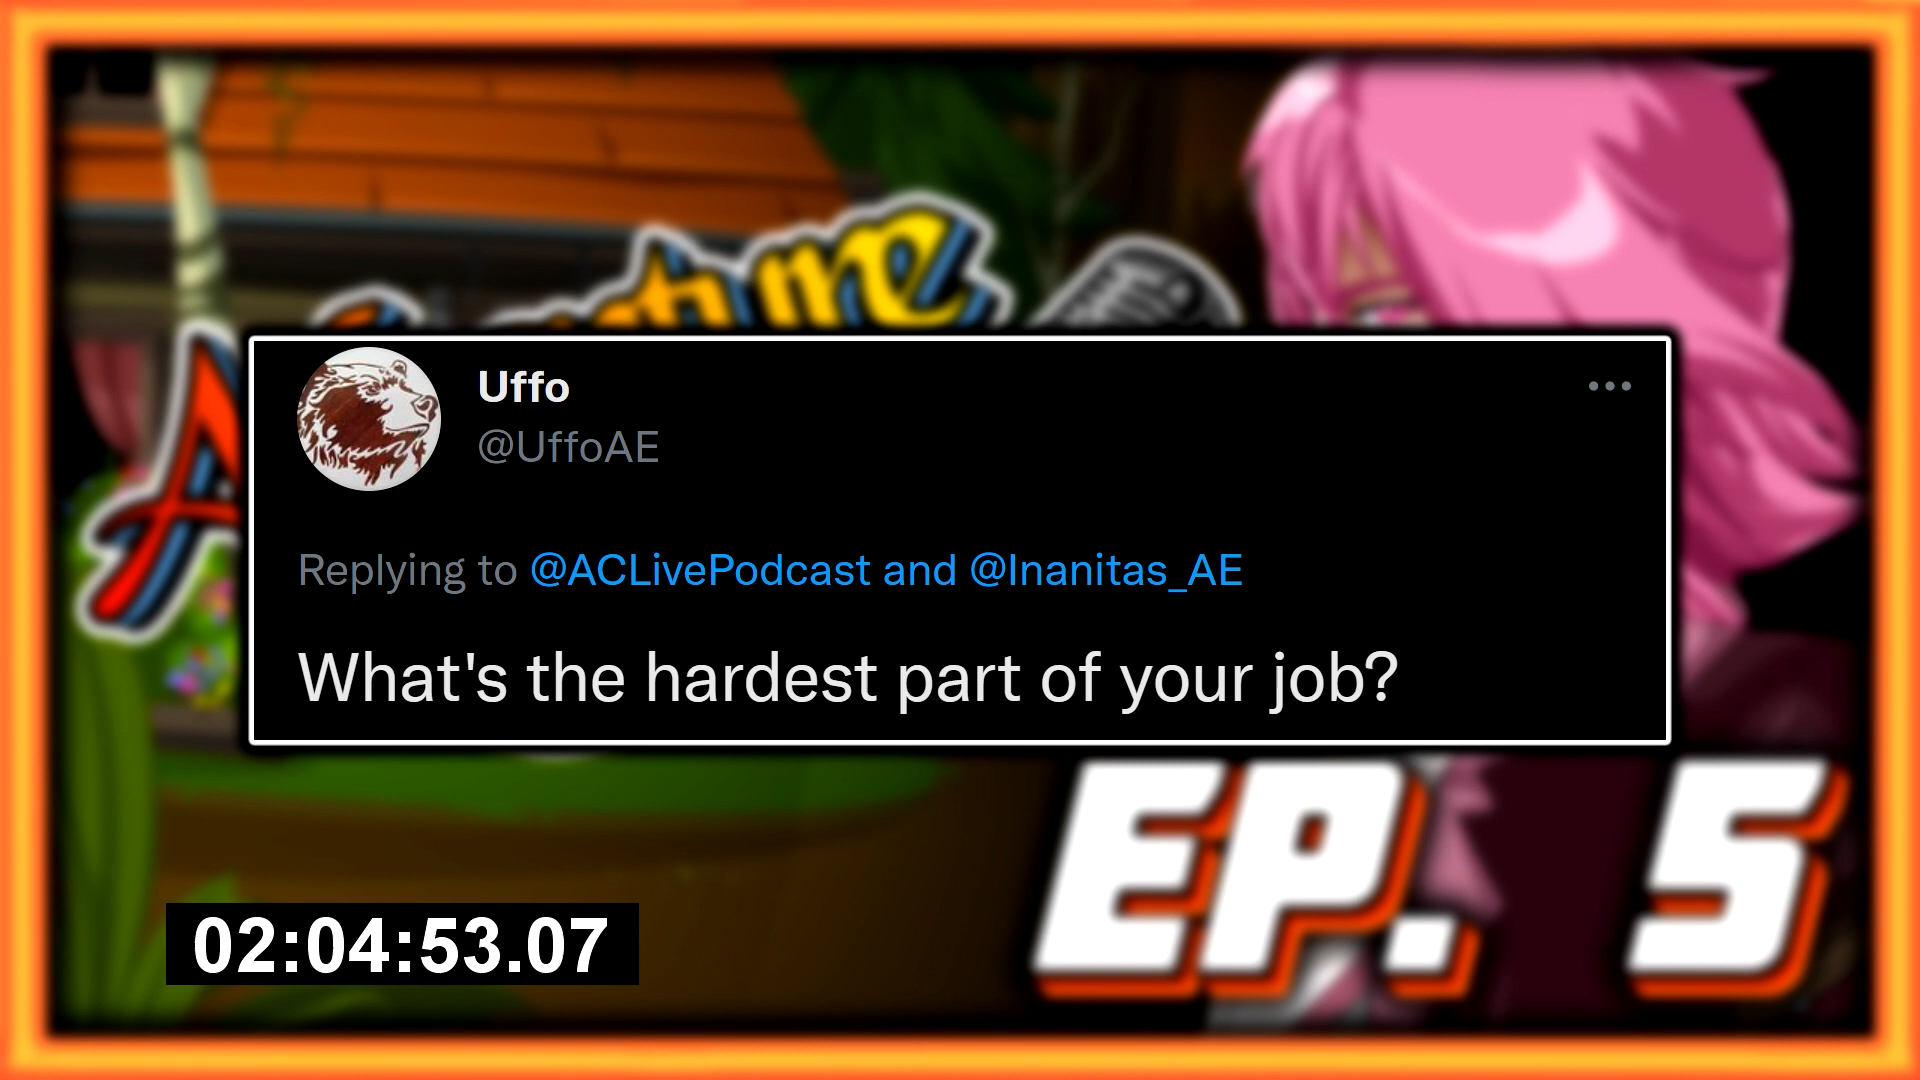 Uffo
@UffoAE
Replying to @ACLivePodcast and @Inanitas_AE
What's the hardest part of your job?
EP. 5
02:04:53.07